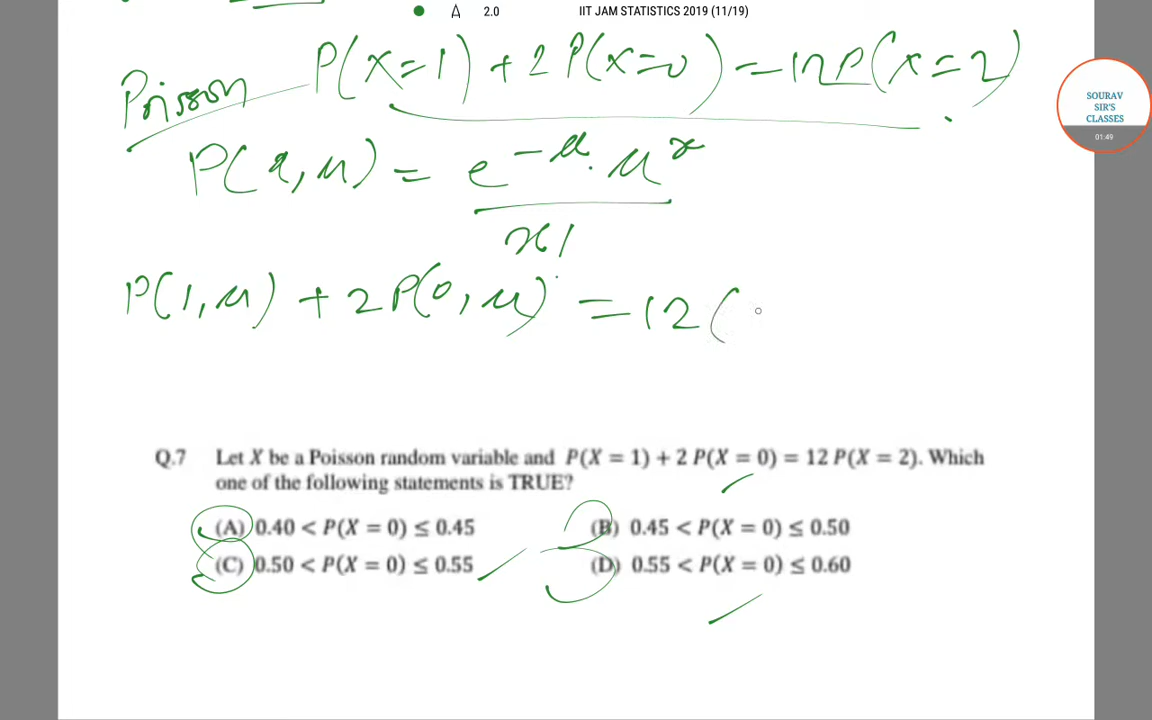 A 2.0 IIT JAM STATISTICS 2019 (11/19)
Poisson P(x=1) + 2P(x=0) = 12P(x=2)
P(x, μ) = e^-μ . μ^x
x!
P(1, μ) + 2P(0, μ) = 12(
SOURAV
SIR'S
CLASSES
01:49
Q.7 Let X be a Poisson random variable and P(X = 1) + 2 P(X = 0) = 12 P(X = 2). Which
one of the following statements is TRUE?
(A) 0.40 < P(X = 0) ≤ 0.45 (B) 0.45 < P(X = 0) ≤ 0.50
(C) 0.50 < P(X = 0) ≤ 0.55 (D) 0.55 < P(X = 0) ≤ 0.60